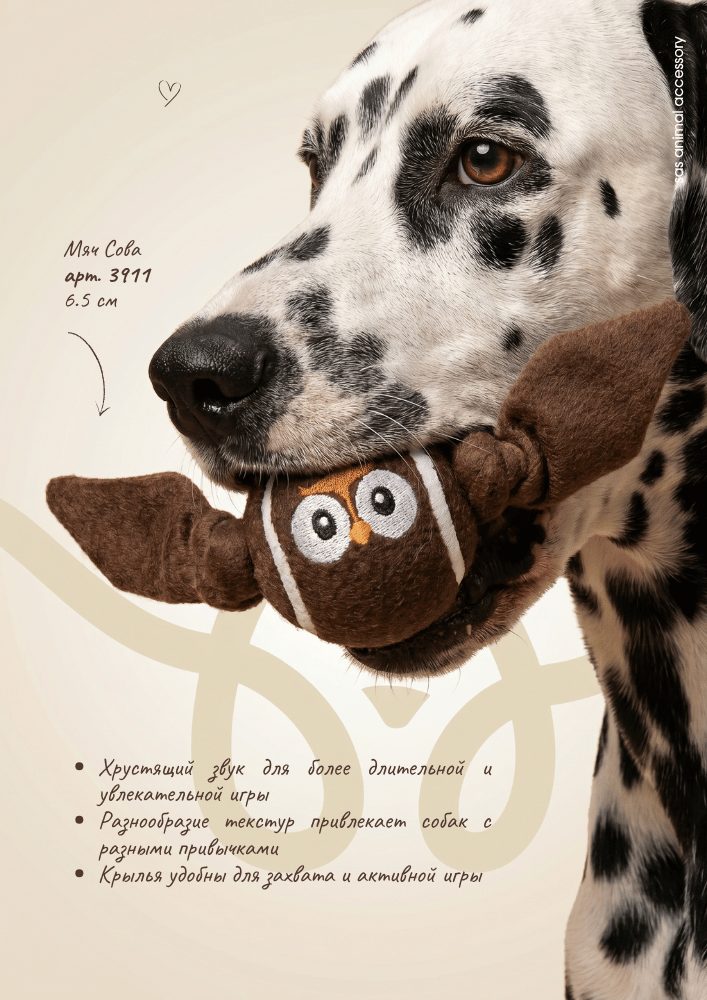 sas animal accessory
Мяч Сова
арт. 3911
6.5 см
• Хрустящий звук для более длительной и
увлекательной игры
• Разнообразие текстур привлекает собак с
разными привычками
• Крылья удобны для захвата и активной игры